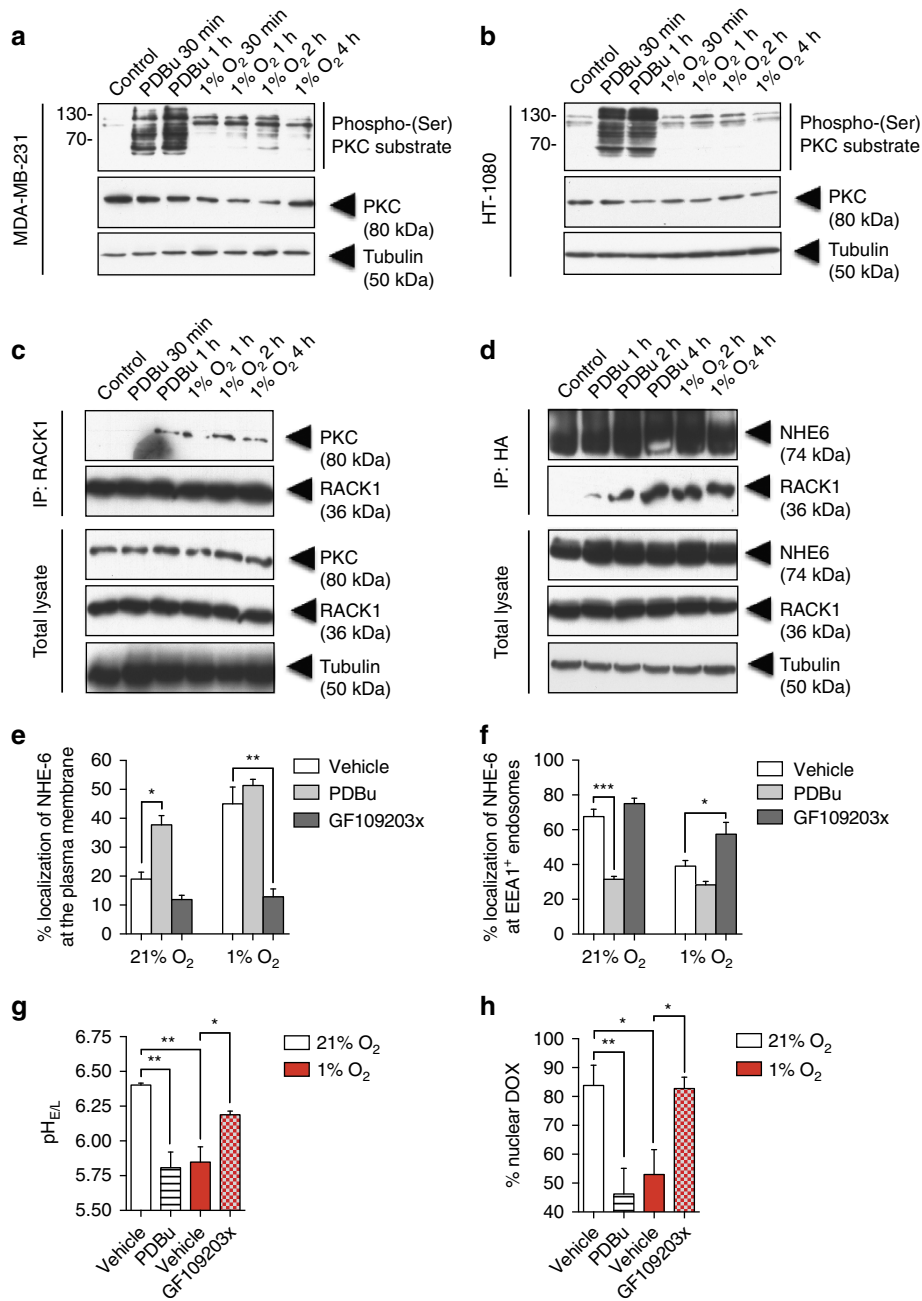 a
Control
PDBu 30 min
PDBu 1 h
1% O2 30 min
1% O2 1 h
1% O2 2 h
1% O2 4 h
MDA-MB-231
130-
70-
Phospho-(Ser)
PKC substrate
PKC
(80 kDa)
Tubulin
(50 kDa)
b
Control
PDBu 30 min
PDBu 1 h
1% O2 30 min
1% O2 1 h
1% O2 2 h
1% O2 4 h
HT-1080
130-
70-
Phospho-(Ser)
PKC substrate
PKC
(80 kDa)
Tubulin
(50 kDa)
c
Control
PDBu 30 min
PDBu 1 h
1% O2 1 h
1% O2 2 h
1% O2 4 h
IP: RACK1
PKC
(80 kDa)
RACK1
(36 kDa)
Total lysate
PKC
(80 kDa)
RACK1
(36 kDa)
Tubulin
(50 kDa)
d
Control
PDBu 1 h
PDBu 2 h
PDBu 4 h
1% O2 2 h
1% O2 4 h
IP: HA
NHE6
(74 kDa)
RACK1
(36 kDa)
Total lysate
NHE6
(74 kDa)
RACK1
(36 kDa)
Tubulin
(50 kDa)
e
% localization of NHE-6
at the plasma membrane
60
50
40
30
20
10
0
*
**
21% O2
1% O2
Vehicle
PDBu
GF109203x
f
% localization of NHE-6
at EEA1+ endosomes
100
80
60
40
20
0
***
*
21% O2
1% O2
Vehicle
PDBu
GF109203x
g
pHE/L
6.75
6.50
6.25
6.00
5.75
5.50
**
**
*
Vehicle
PDBu
Vehicle
GF109203x
21% O2
1% O2
h
% nuclear DOX
100
90
80
70
60
50
40
**
*
*
Vehicle
PDBu
Vehicle
GF109203x
21% O2
1% O2